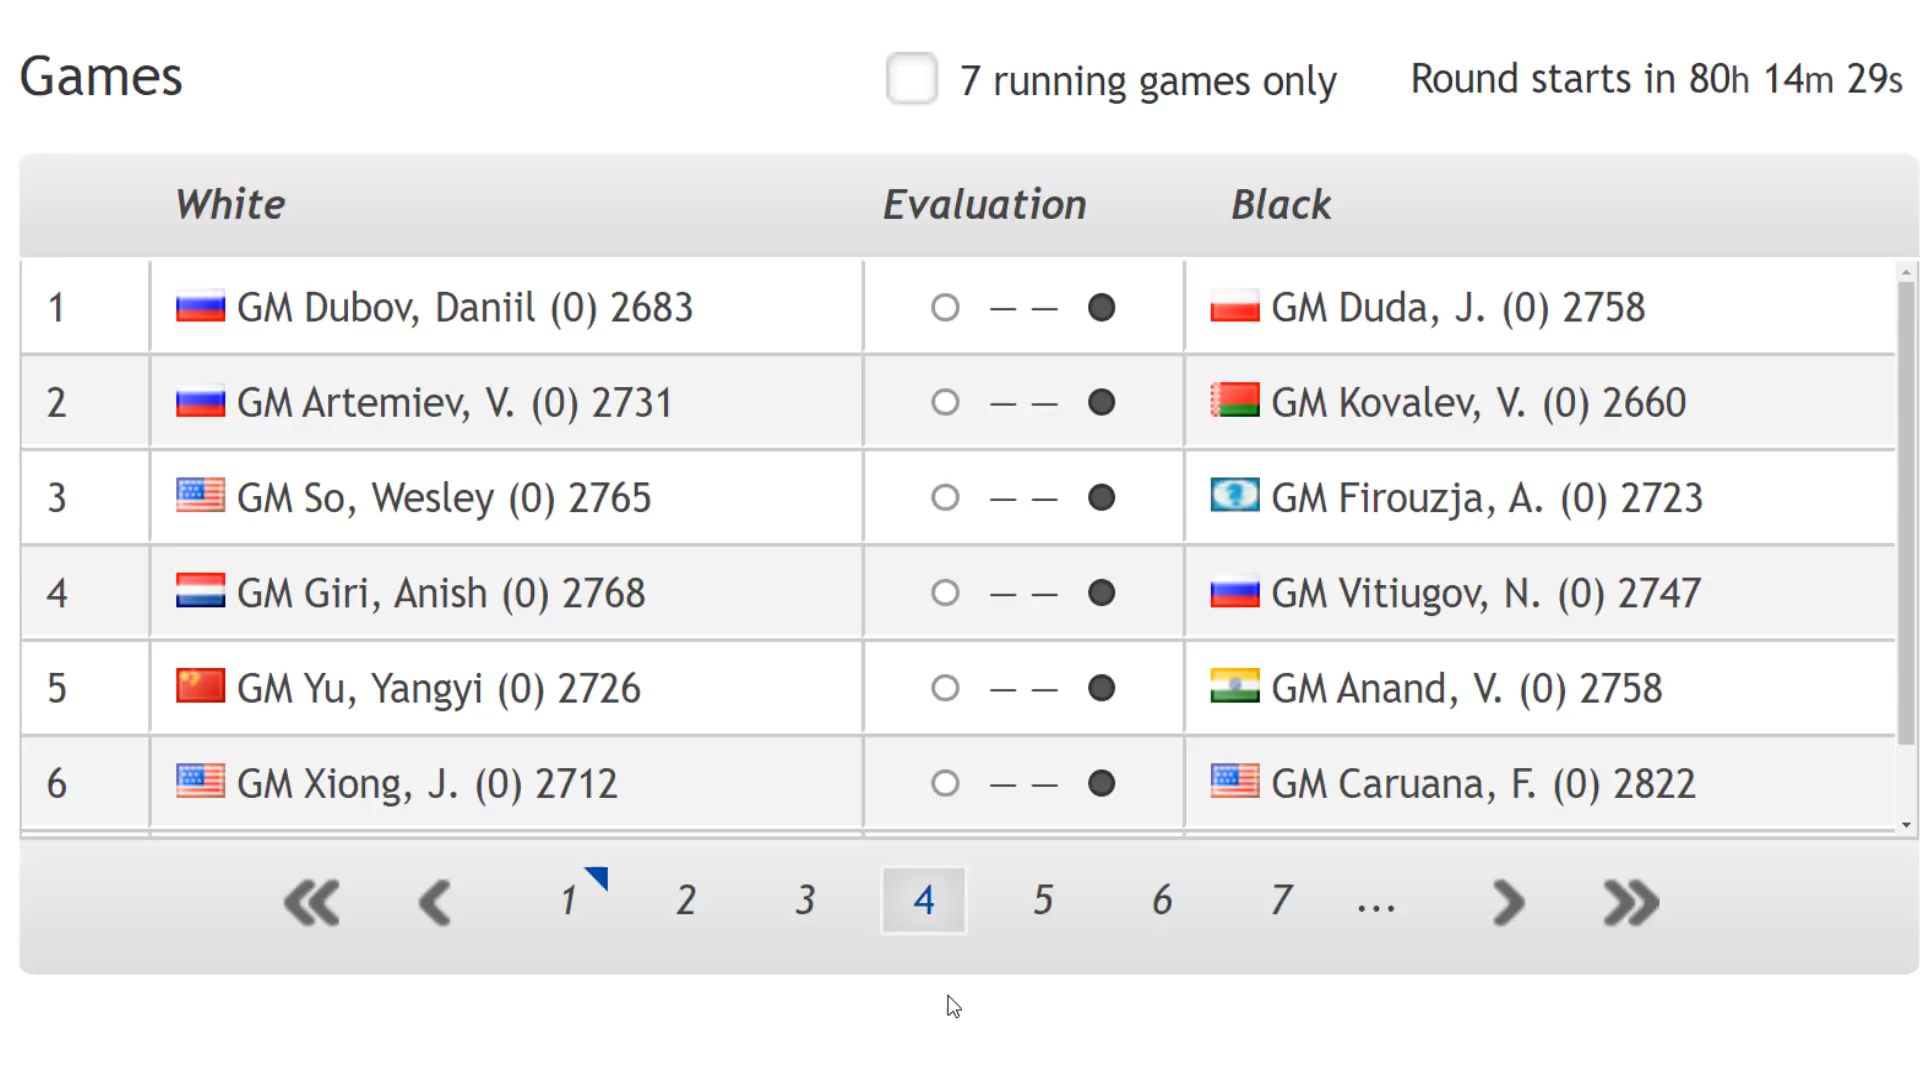 Games
7 running games only
Round starts in 80h 14m 29s
White Evaluation Black
1 GM Dubov, Daniil (0) 2683 — — GM Duda, J. (0) 2758
2 GM Artemiev, V. (0) 2731 — — GM Kovalev, V. (0) 2660
3 GM So, Wesley (0) 2765 — — GM Firouzja, A. (0) 2723
4 GM Giri, Anish (0) 2768 — — GM Vitiugov, N. (0) 2747
5 GM Yu, Yangyi (0) 2726 — — GM Anand, V. (0) 2758
6 GM Xiong, J. (0) 2712 — — GM Caruana, F. (0) 2822
1 2 3 4 5 6 7 ...